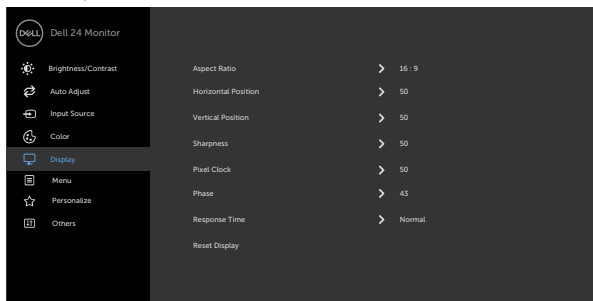 DELL
Dell 24 Monitor
Brightness/Contrast
Auto Adjust
Input Source
Color
Display
Menu
Personalize
Others
Aspect Ratio 16 : 9
Horizontal Position 50
Vertical Position 50
Sharpness 50
Pixel Clock 50
Phase 43
Response Time Normal
Reset Display